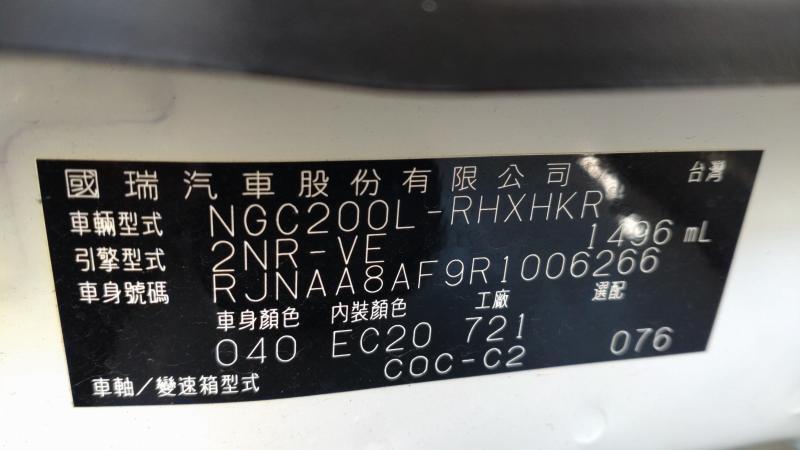 國瑞汽車股份有限公司 台灣
車輛型式 NGC200L-RHXHKR
引擎型式 2NR-VE 1496 mL
車身號碼 RJNAA8AF9R1006266
車身顏色 內裝顏色 工廠 選配
040 EC20 721 076
車軸/變速箱型式 COC-C2